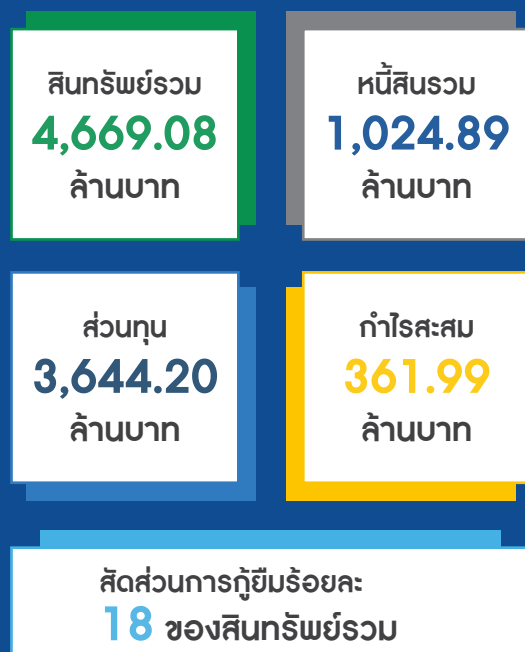 สินทรัพย์รวม
4,669.08
ล้านบาท
หนี้สินรวม
1,024.89
ล้านบาท
ส่วนทุน
3,644.20
ล้านบาท
กำไรสะสม
361.99
ล้านบาท
สัดส่วนการกู้ยืมร้อยละ
18 ของสินทรัพย์รวม